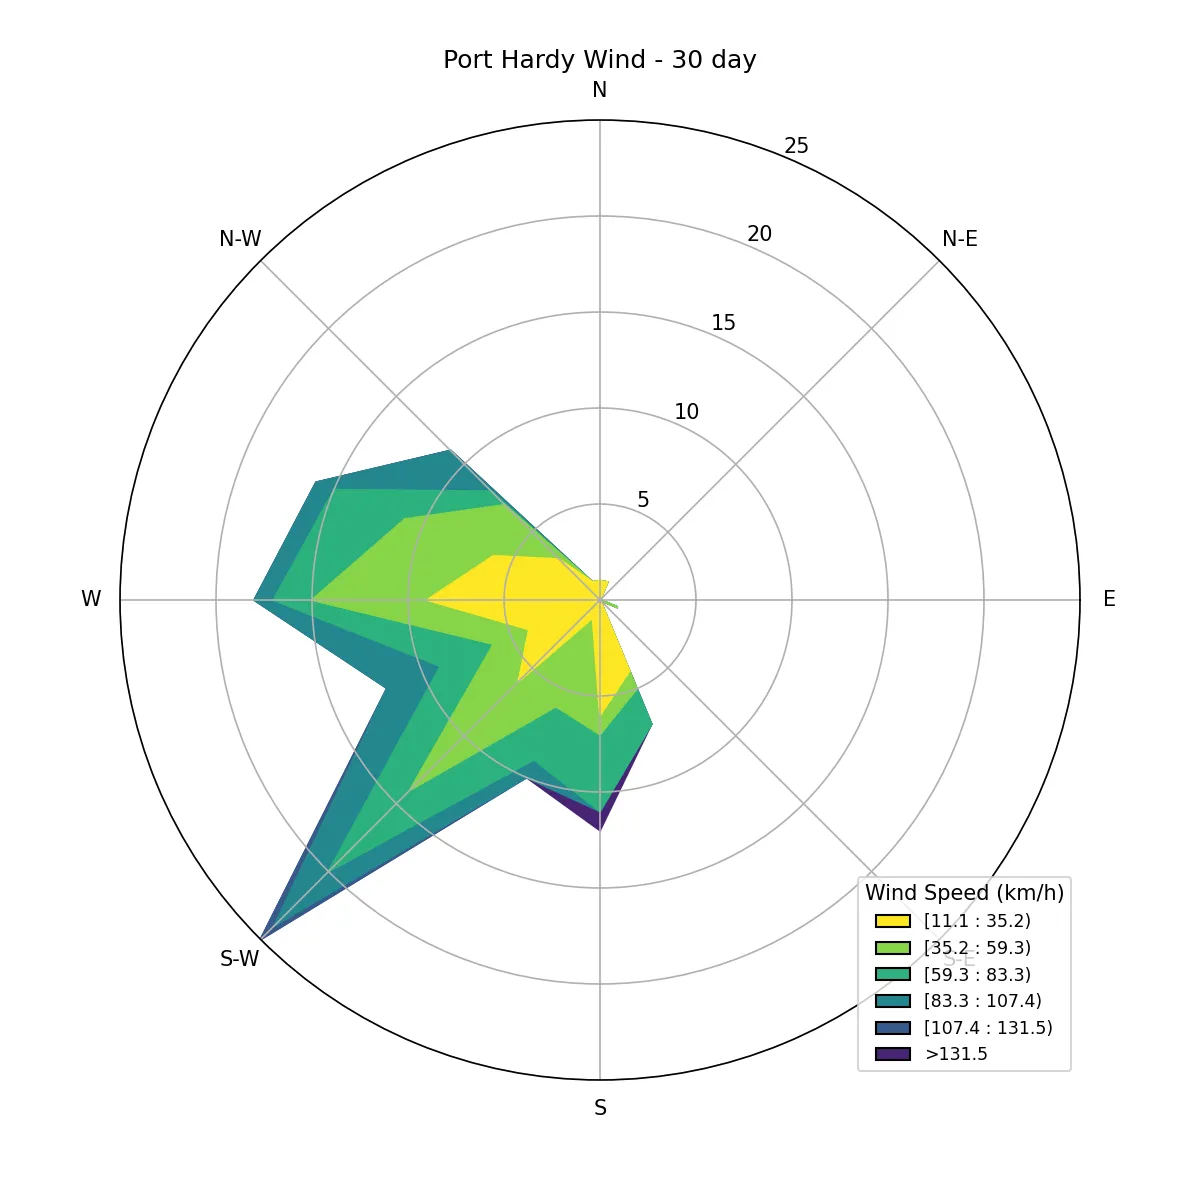 Port Hardy Wind - 30 day
N
25
N-W
N-E
20
15
10
5
W
E
Wind Speed (km/h)
[11.1 : 35.2)
[35.2 : 59.3)
S-W
S-E
[59.3 : 83.3)
[83.3 : 107.4)
[107.4 : 131.5)
>131.5
S